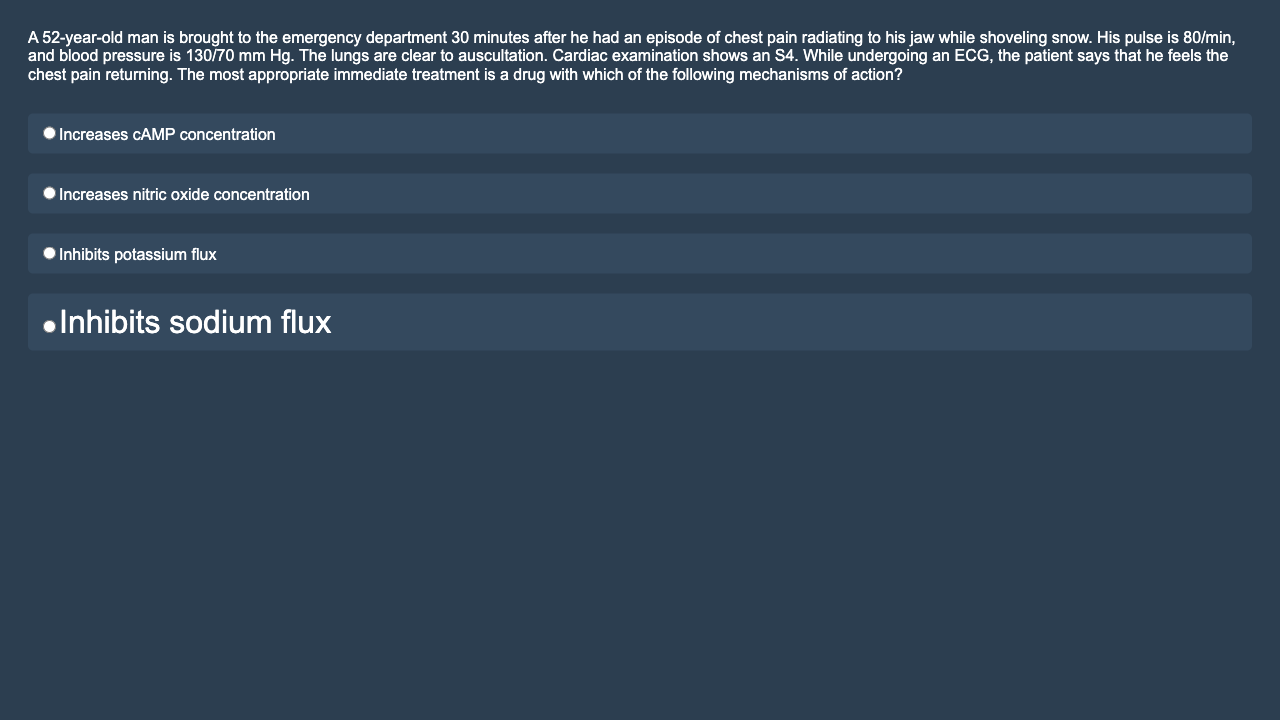 A 52-year-old man is brought to the emergency department 30 minutes after he had an episode of chest pain radiating to his jaw while shoveling snow. His pulse is 80/min,
and blood pressure is 130/70 mm Hg. The lungs are clear to auscultation. Cardiac examination shows an S4. While undergoing an ECG, the patient says that he feels the
chest pain returning. The most appropriate immediate treatment is a drug with which of the following mechanisms of action?
Increases cAMP concentration
Increases nitric oxide concentration
Inhibits potassium flux
Inhibits sodium flux